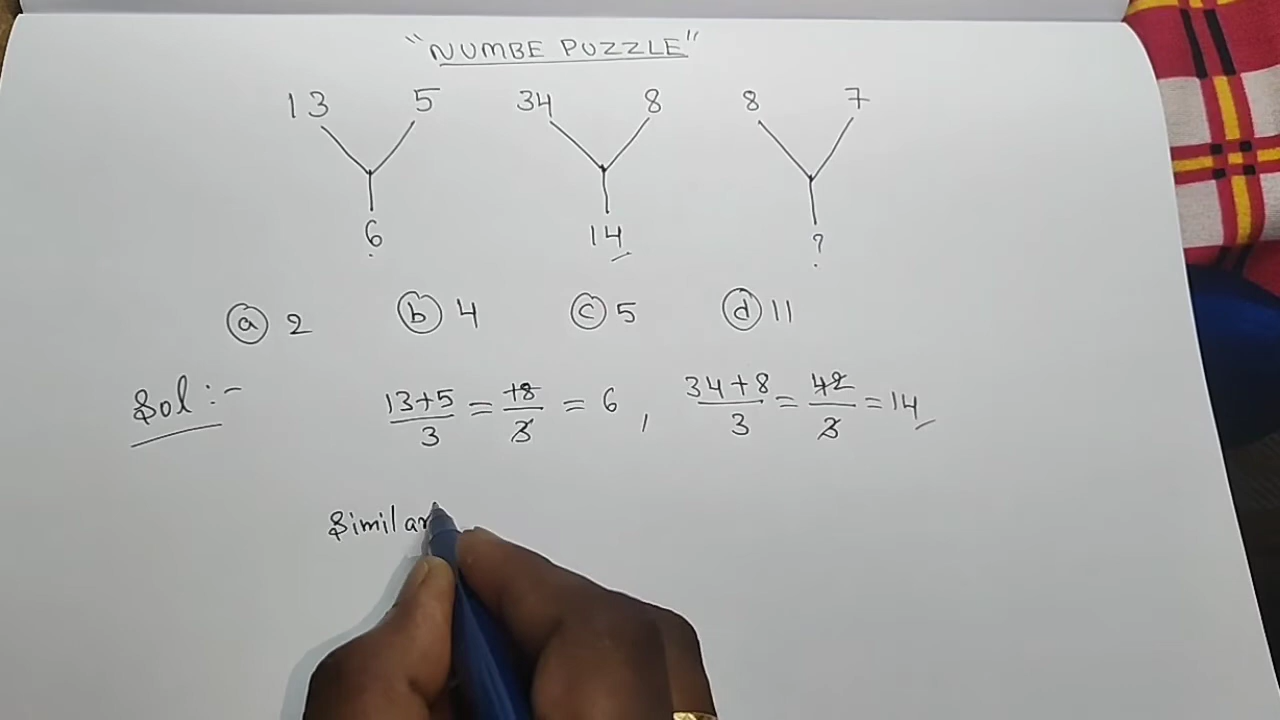 "NUMBE PUZZLE"
13 5 34 8 8 7
6 14 ?
(a) 2 (b) 4 (c) 5 (d) 11
Sol :- 13+5/3 = 18/3 = 6 , 34+8/3 = 42/3 = 14
Similar